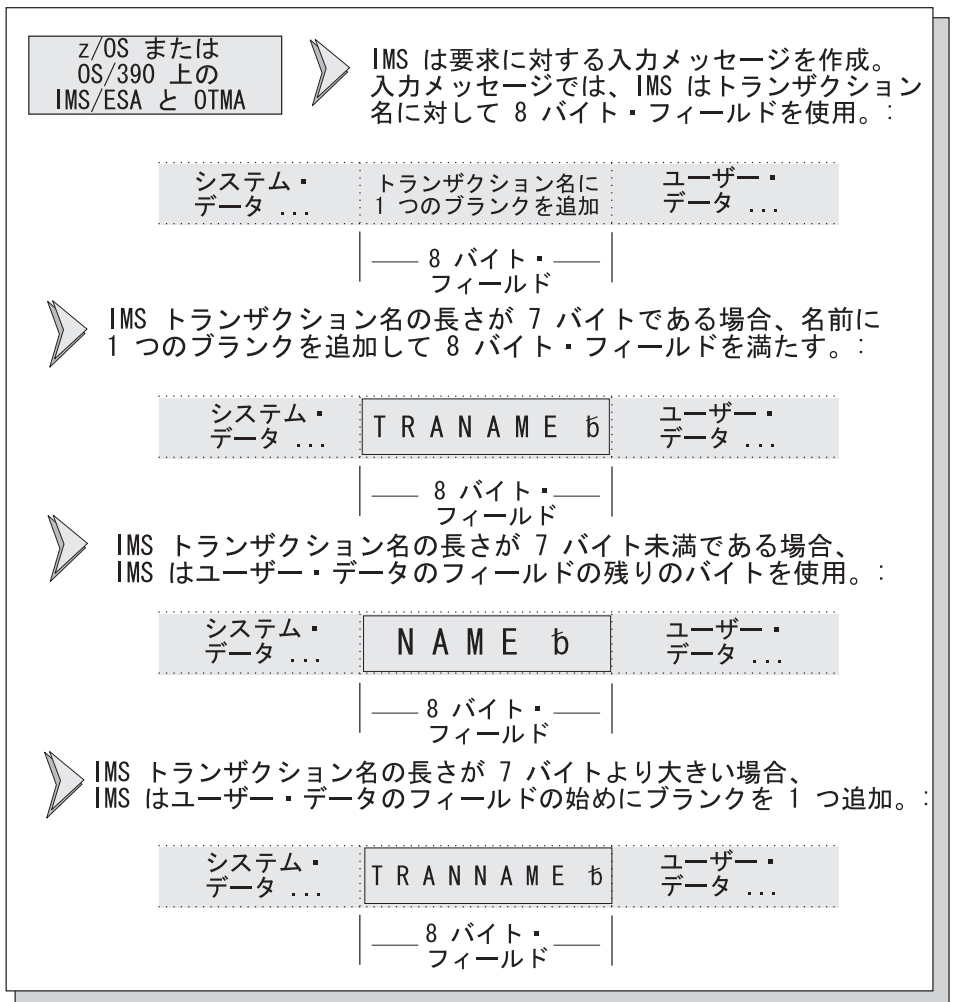 z/OS または
OS/390 上の
IMS/ESA と OTMA
IMS は要求に対する入力メッセージを作成。
入力メッセージでは、IMS はトランザクション
名に対して 8 バイト・フィールドを使用。:
システム・
データ ...
トランザクション名に
1 つのブランクを追加
ユーザー・
データ ...
8 バイト・
フィールド
IMS トランザクション名の長さが 7 バイトである場合、名前に
1 つのブランクを追加して 8 バイト・フィールドを満たす。:
システム・
データ ...
T R A N A M E ␢
ユーザー・
データ ...
8 バイト・
フィールド
IMS トランザクション名の長さが 7 バイト未満である場合、
IMS はユーザー・データのフィールドの残りのバイトを使用。:
システム・
データ ...
N A M E ␢
ユーザー・
データ ...
8 バイト・
フィールド
IMS トランザクション名の長さが 7 バイトより大きい場合、
IMS はユーザー・データのフィールドの始めにブランクを 1 つ追加。:
システム・
データ ...
T R A N N A M E ␢
ユーザー・
データ ...
8 バイト・
フィールド